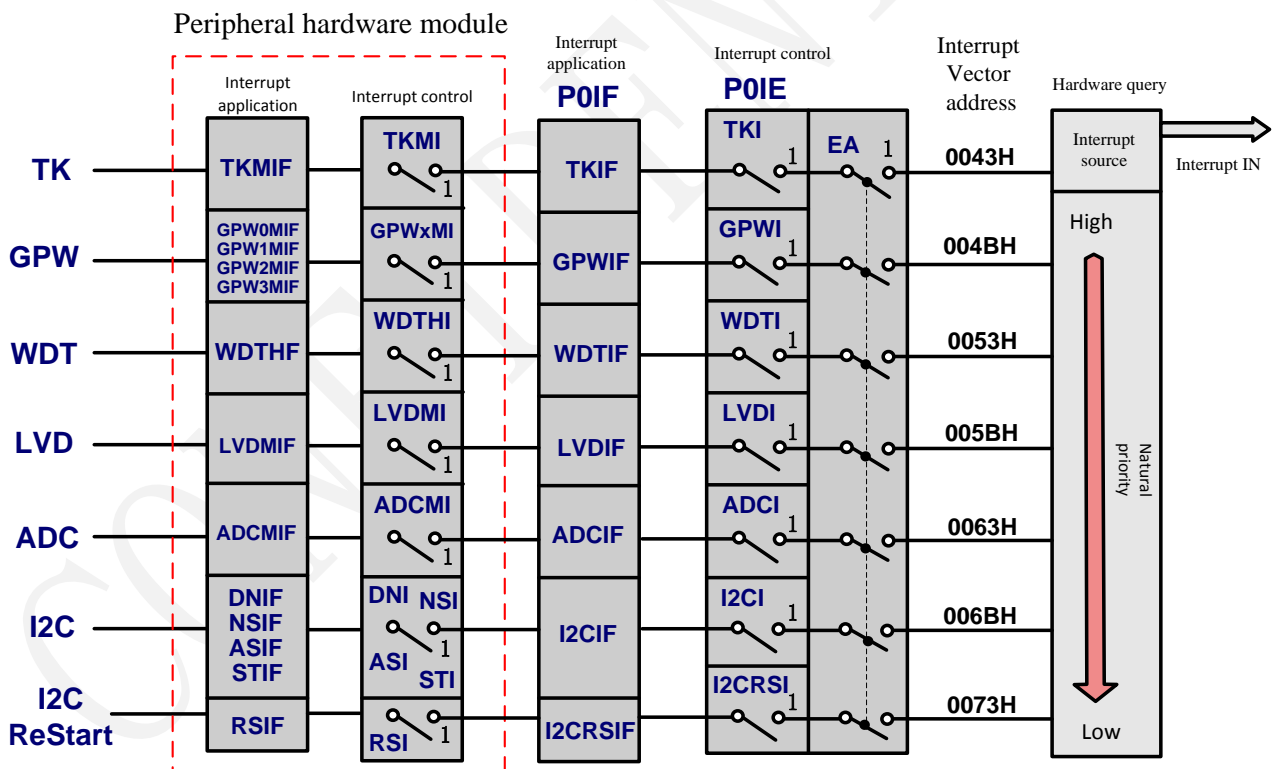 Peripheral hardware module
Interrupt
application
Interrupt control
Interrupt
application
P0IF
Interrupt control
P0IE
Interrupt
Vector
address
Hardware query
TK
TKMIF
TKMI
1
TKIF
TKI
1
EA
1
0043H
Interrupt
source
Interrupt IN
GPW
GPW0MIF
GPW1MIF
GPW2MIF
GPW3MIF
GPWxMI
1
GPWIF
GPWI
1
004BH
High
WDT
WDTHF
WDTHI
1
WDTIF
WDTI
1
0053H
LVD
LVDMIF
LVDMI
1
LVDIF
LVDI
1
005BH
Natural
priority
ADC
ADCMIF
ADCMI
1
ADCIF
ADCI
1
0063H
I2C
DNIF
NSIF
ASIF
STIF
DNI NSI
1
ASI
STI
I2CIF
I2CI
1
006BH
I2C
ReStart
RSIF
RSI
1
I2CRSIF
I2CRSI
1
0073H
Low